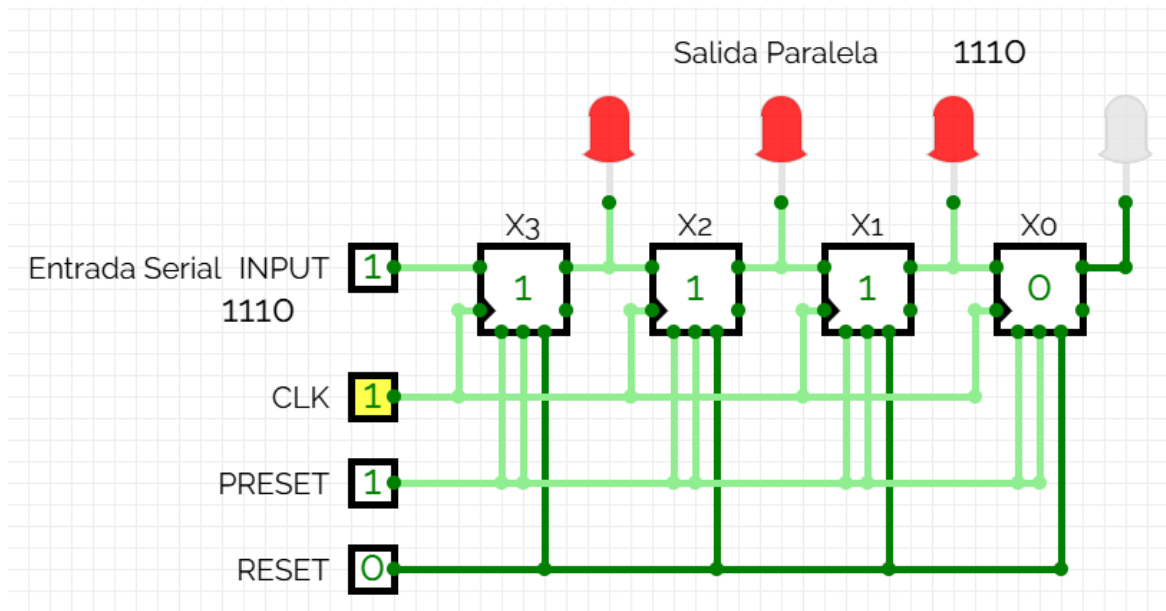 Salida Paralela 1110
X3 X2 X1 X0
Entrada Serial INPUT 1 1 1 1 0
1110
CLK 1
PRESET 1
RESET 0